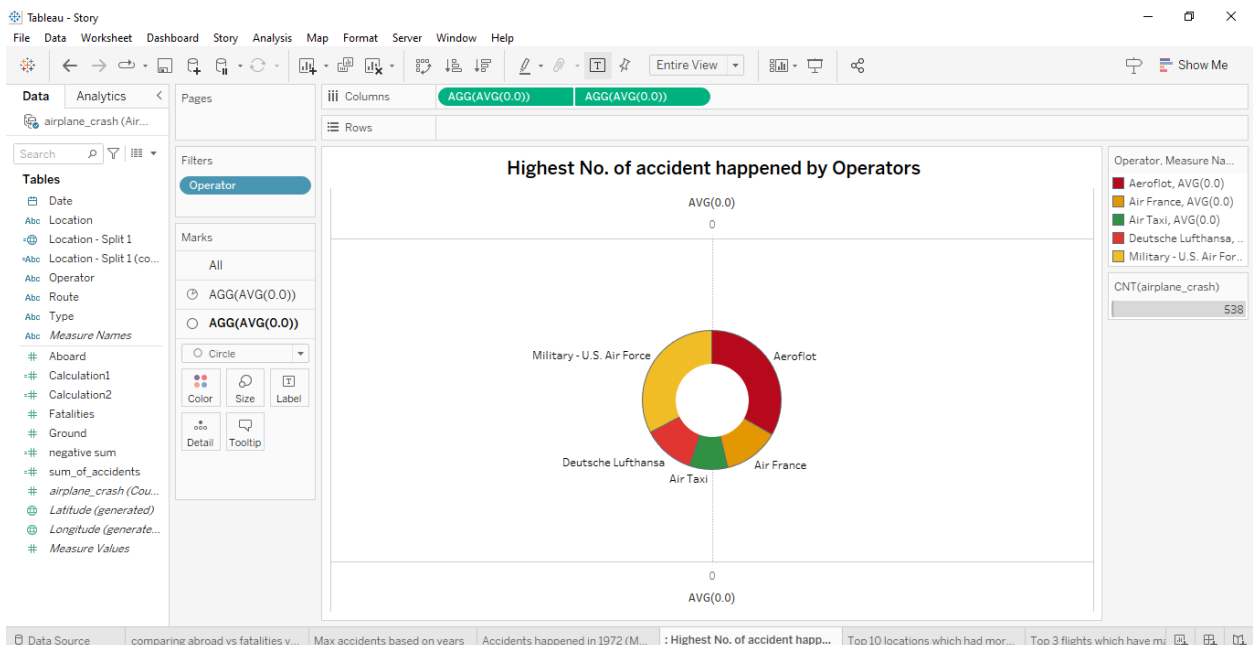 Tableau - Story
File Data Worksheet Dashboard Story Analysis Map Format Server Window Help
Entire View
Show Me
Data Analytics
airplane_crash (Air...
Search
Tables
Date
Abc Location
Location - Split 1
Abc Location - Split 1 (co...
Abc Operator
Abc Route
Abc Type
Abc Measure Names
# Aboard
=# Calculation1
=# Calculation2
# Fatalities
# Ground
=# negative sum
=# sum_of_accidents
# airplane_crash (Cou...
Latitude (generated)
Longitude (generate...
# Measure Values
Pages
Filters
Operator
Marks
All
AGG(AVG(0.0))
AGG(AVG(0.0))
Circle
Color Size Label
Detail Tooltip
iii Columns AGG(AVG(0.0)) AGG(AVG(0.0))
Rows
Highest No. of accident happened by Operators
AVG(0.0)
0
Military - U.S. Air Force
Aeroflot
Deutsche Lufthansa
Air France
Air Taxi
0
AVG(0.0)
Operator, Measure Na...
Aeroflot, AVG(0.0)
Air France, AVG(0.0)
Air Taxi, AVG(0.0)
Deutsche Lufthansa, ..
Military - U.S. Air For..
CNT(airplane_crash)
538
Data Source comparing abroad vs fatalities v... Max accidents based on years Accidents happened in 1972 (M... : Highest No. of accident happ... Top 10 locations which had mor... Top 3 flights which have ma